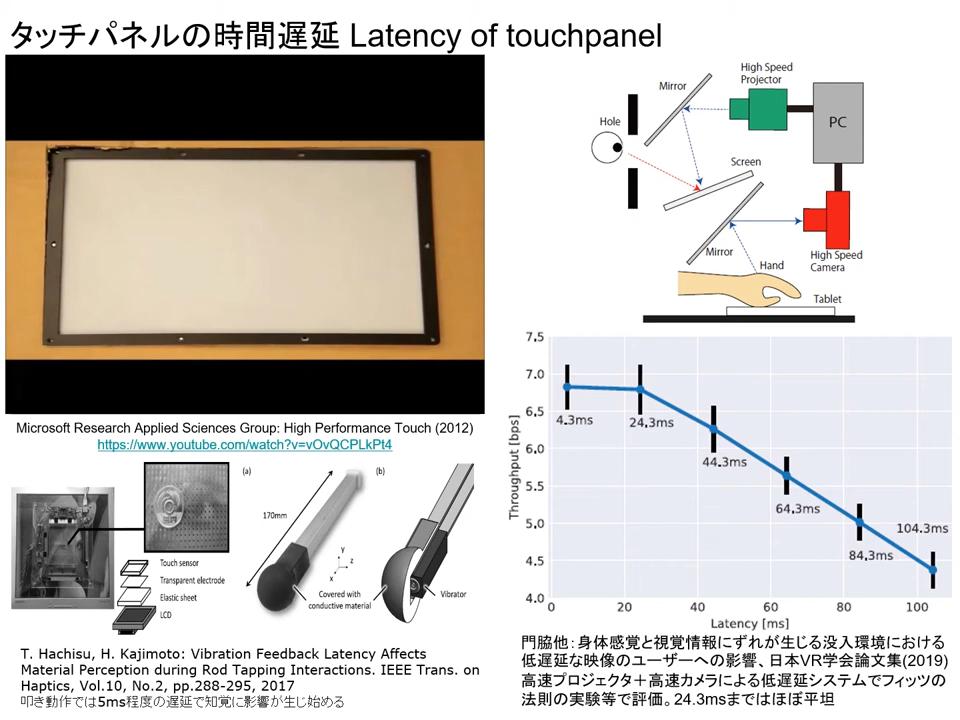 タッチパネルの時間遅延 Latency of touchpanel
Microsoft Research Applied Sciences Group: High Performance Touch (2012)
https://www.youtube.com/watch?v=vOvQCPLkPt4
Touch sensor
Transparent electrode
Elastic sheet
LCD
(a)
170mm
y
z
x
Covered with
conductive material
(b)
Vibrator
T. Hachisu, H. Kajimoto: Vibration Feedback Latency Affects
Material Perception during Rod Tapping Interactions. IEEE Trans. on
Haptics, Vol.10, No.2, pp.288-295, 2017
叩き動作では5ms程度の遅延で知覚に影響が生じ始める
High Speed
Projector
Mirror
PC
Hole
Screen
Mirror
High Speed
Camera
Hand
Tablet
7.5
7.0
6.5
6.0
5.5
5.0
4.5
4.0
Throughput [bps]
4.3ms
24.3ms
44.3ms
64.3ms
84.3ms
104.3ms
0 20 40 60 80 100
Latency [ms]
門脇他：身体感覚と視覚情報にずれが生じる没入環境における
低遅延な映像のユーザーへの影響、日本VR学会論文集(2019)
高速プロジェクタ＋高速カメラによる低遅延システムでフィッツの
法則の実験等で評価。24.3msまではほぼ平坦